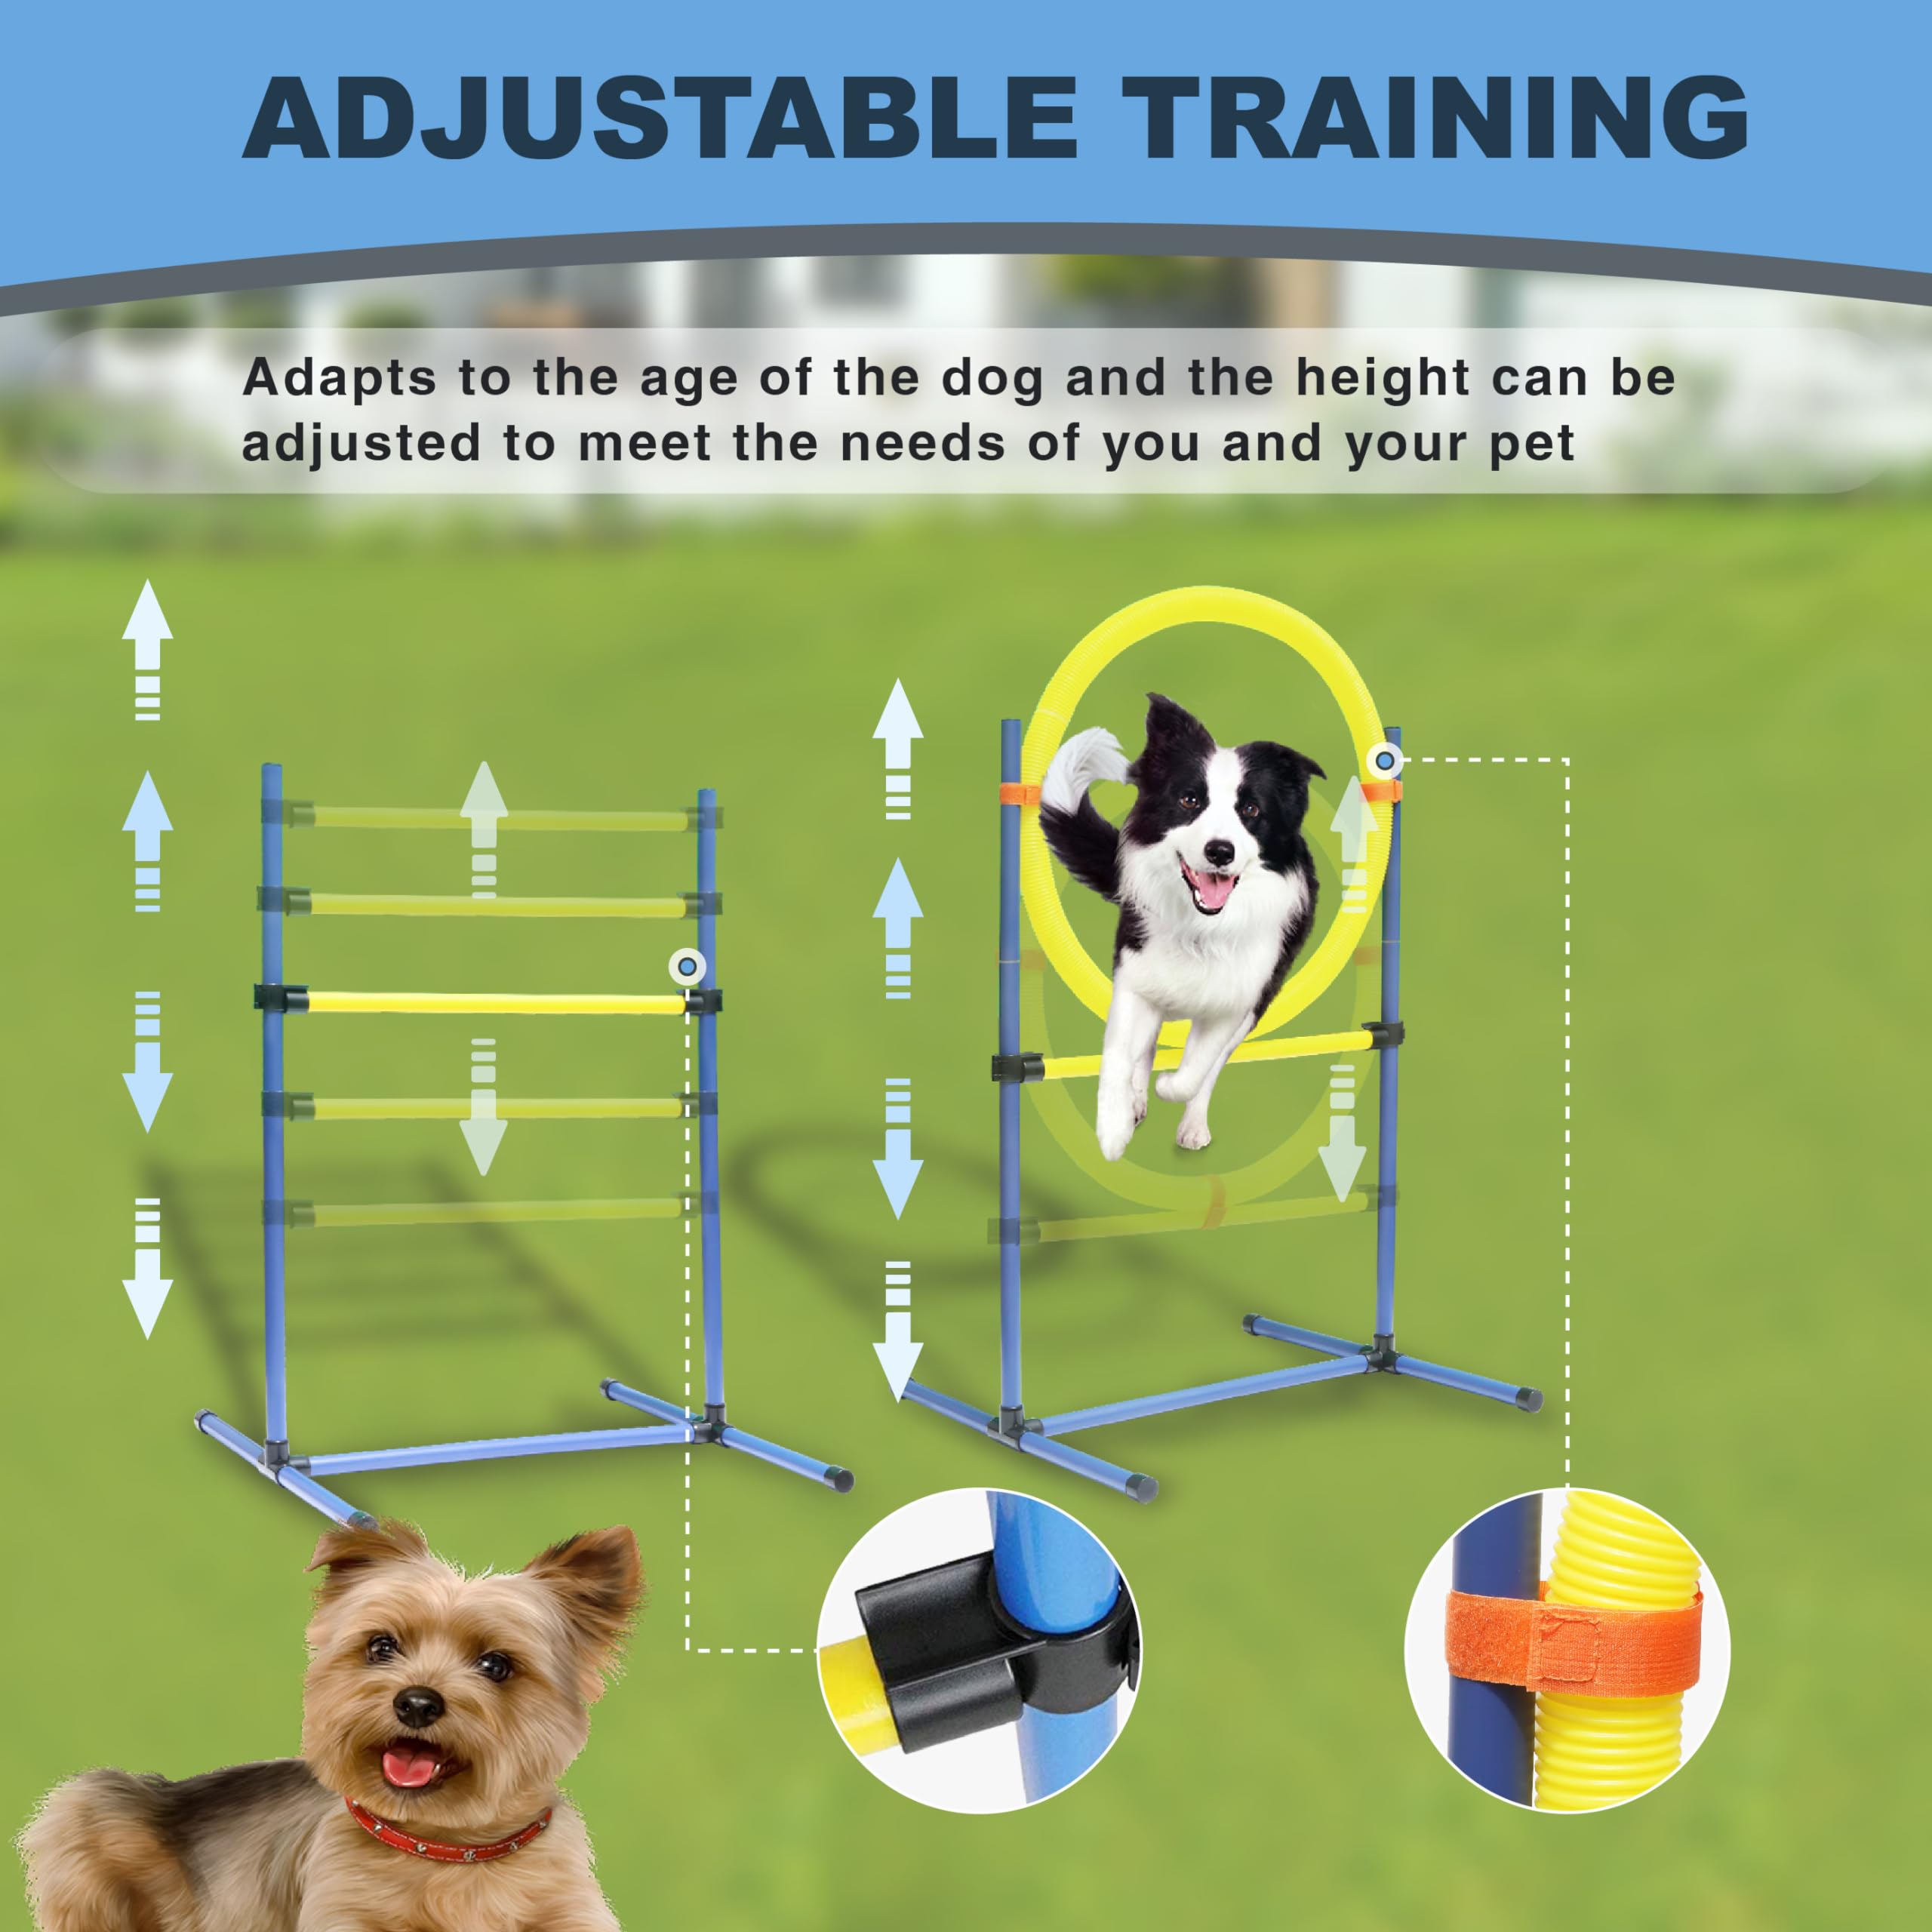 ADJUSTABLE TRAINING
Adapts to the age of the dog and the height can be
adjusted to meet the needs of you and your pet